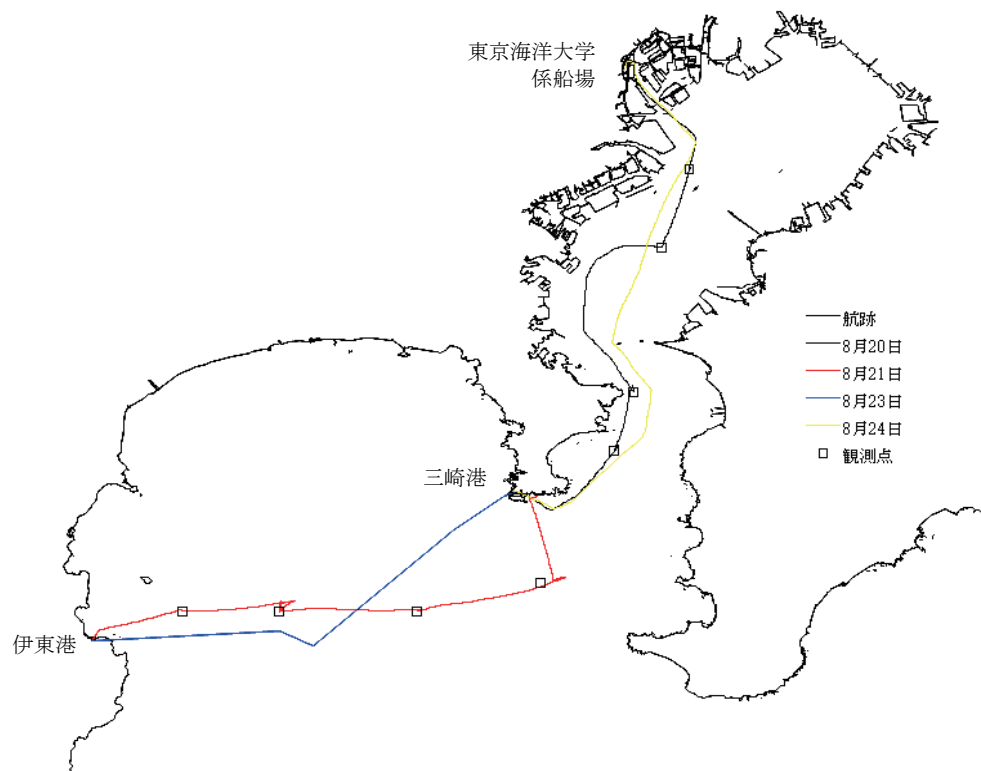 東京海洋大学
係船場
航跡
8月20日
8月21日
8月23日
8月24日
観測点
三崎港
伊東港